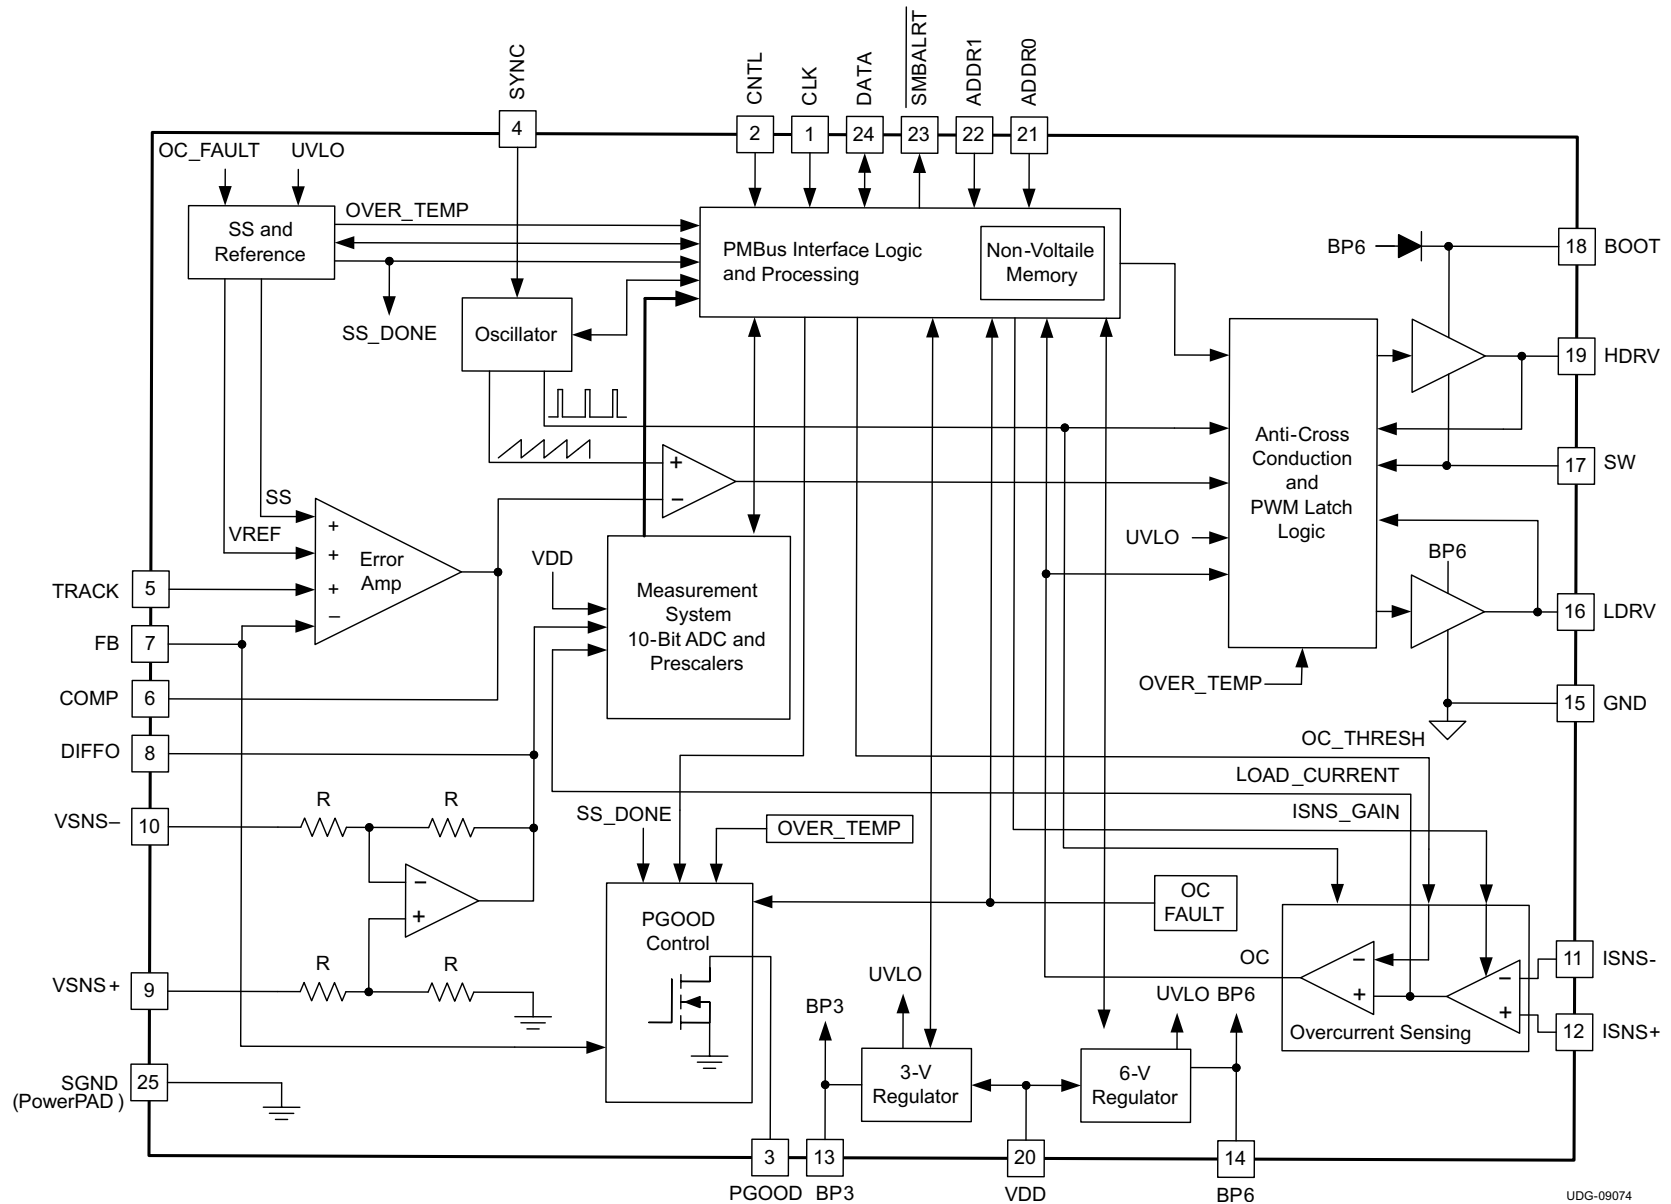 SYNC
CNTL
CLK
DATA
SMBALRT
ADDR1
ADDR0
4
2
1
24
23
22
21
OC_FAULT
UVLO
SS and
Reference
OVER_TEMP
SS_DONE
PMBus Interface Logic
and Processing
Non-Voltaile
Memory
Oscillator
BP6
18
BOOT
19
HDRV
Anti-Cross
Conduction
and
PWM Latch
Logic
17
SW
+
−
SS
VREF
+
+
+
−
Error
Amp
UVLO
BP6
VDD
Measurement
System
10-Bit ADC and
Prescalers
TRACK
5
FB
7
COMP
6
DIFFO
8
16
LDRV
OVER_TEMP
15
GND
OC_THRESH
LOAD_CURRENT
ISNS_GAIN
VSNS−
10
R
R
−
+
SS_DONE
OVER_TEMP
PGOOD
Control
OC
FAULT
VSNS+
9
R
R
OC
−
+
−
+
Overcurrent Sensing
11
ISNS-
12
ISNS+
UVLO
BP3
UVLO
BP6
3-V
Regulator
6-V
Regulator
SGND
(PowerPAD )
25
3
13
20
14
PGOOD
BP3
VDD
BP6
UDG-09074